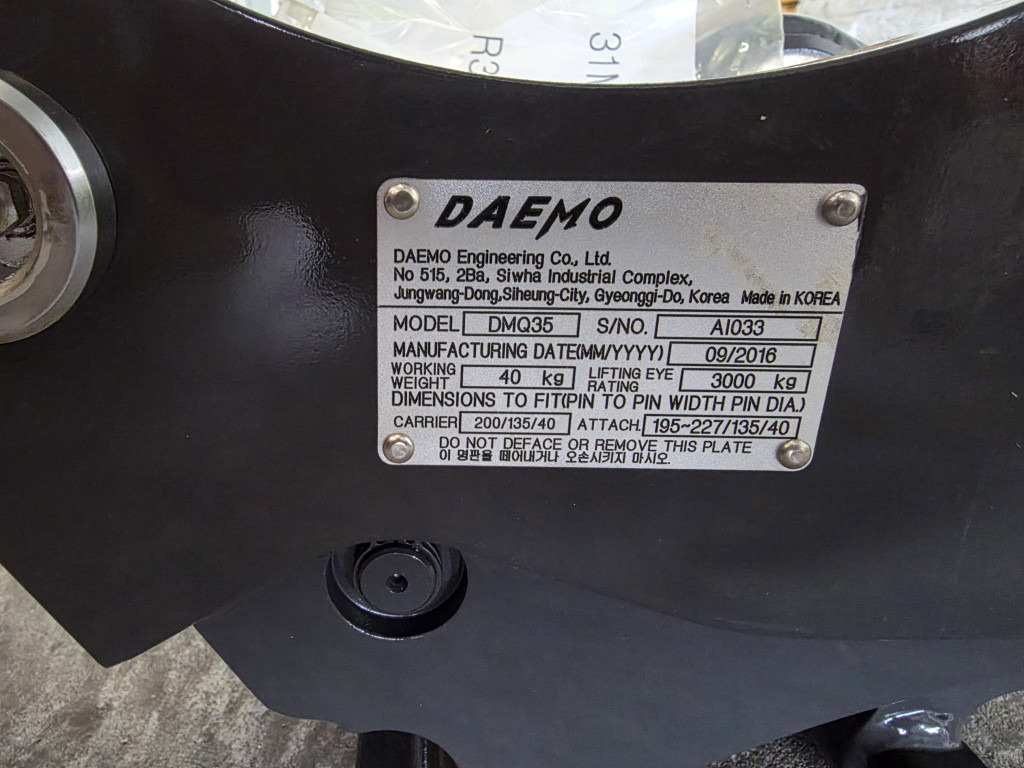 R3
31M
DAEMO
DAEMO Engineering Co., Ltd.
No 515, 2Ba, Siwha Industrial Complex,
Jungwang-Dong,Siheung-City, Gyeonggi-Do, Korea Made in KOREA
MODEL DMQ35 S/NO. AI033
MANUFACTURING DATE(MM/YYYY) 09/2016
WORKING WEIGHT 40 kg LIFTING EYE RATING 3000 kg
DIMENSIONS TO FIT(PIN TO PIN WIDTH PIN DIA.)
CARRIER 200/135/40 ATTACH. 195~227/135/40
DO NOT DEFACE OR REMOVE THIS PLATE
이 명판을 떼어내거나 오손시키지 마시오.